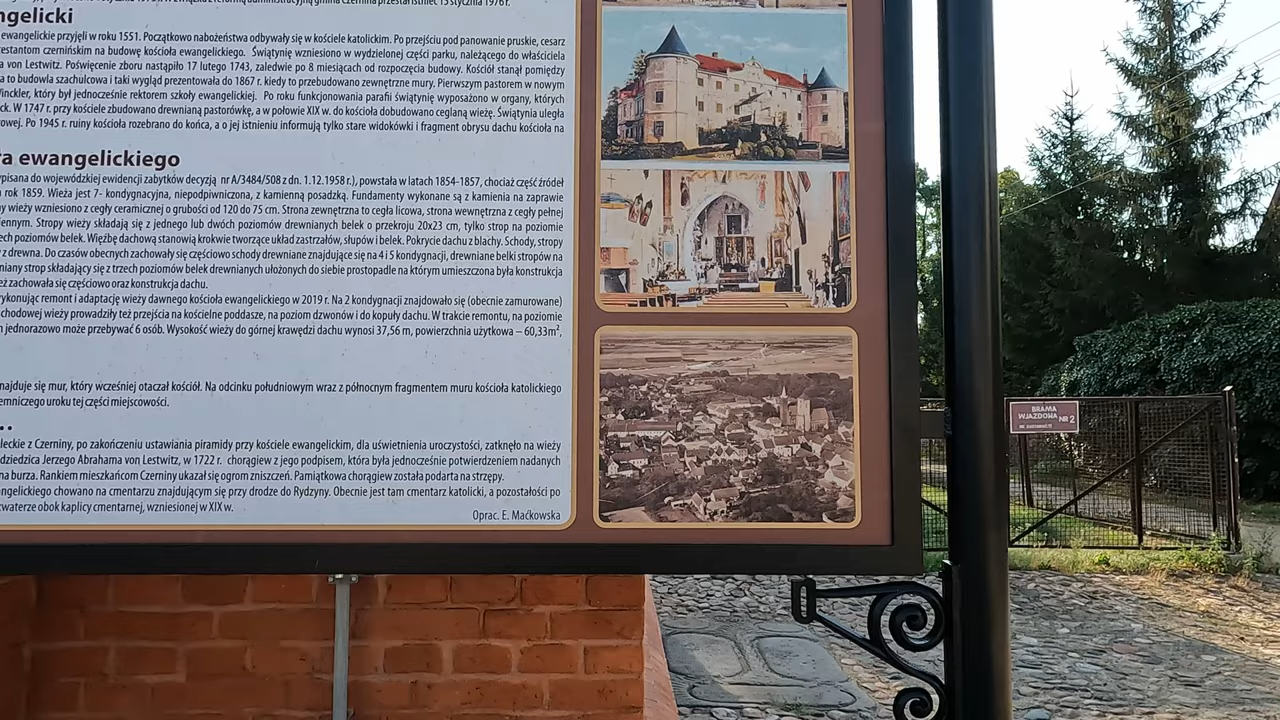 przestał istnieć 15 stycznia 1976 r.
ngelicki
ewangelickie przyjęli w roku 1551. Początkowo nabożeństwa odbywały się w kościele katolickim. Po przejściu pod panowanie pruskie, cesarz
estantom czernińskim na budowę kościoła ewangelickiego. Świątynię wzniesiono w wydzielonej części parku, należącego do właściciela
a von Lestwitz. Poświęcenie zboru nastąpiło 17 lutego 1743, zaledwie po 8 miesiącach od rozpoczęcia budowy. Kościół stanął pomiędzy
a to budowla szachulcowa i taki wygląd prezentowała do 1867 r. kiedy to przebudowano zewnętrzne mury. Pierwszym pastorem w nowym
Winckler, który był jednocześnie rektorem szkoły ewangelickiej. Po roku funkcjonowania parafii świątynię wyposażono w organy, których
ck. W 1747 r. przy kościele zbudowano drewnianą pastorówkę, a w połowie XIX w. do kościoła dobudowano ceglaną wieżę. Świątynia uległa
owej. Po 1945 r. ruiny kościoła rozebrano do końca, a o jej istnieniu informują tylko stare widokówki i fragment obrysu dachu kościoła na
ła ewangelickiego
pisana do wojewódzkiej ewidencji zabytków decyzją nr A/3484/508 z dn. 1.12.1958 r.), powstała w latach 1854-1857, chociaż część źródeł
rok 1859. Wieża jest 7- kondygnacyjna, niepodpiwniczona, z kamienną posadzką. Fundamenty wykonane są z kamienia na zaprawie
ny wieży wzniesiono z cegły ceramicznej o grubości od 120 do 75 cm. Strona zewnętrzna to cegła licowa, strona wewnętrzna z cegły pełnej
iennym. Stropy wieży składają się z jednego lub dwóch poziomów drewnianych belek o przekroju 20x23 cm, tylko strop na poziomie
ech poziomów belek. Więźbę dachową stanowią krokwie tworzące układ zastrzałów, słupów i belek. Pokrycie dachu z blachy. Schody, stropy
z drewna. Do czasów obecnych zachowały się częściowo schody drewniane znajdujące się na 4 i 5 kondygnacji, drewniane belki stropów na
niany strop składający się z trzech poziomów belek drewnianych ułożonych do siebie prostopadle na którym umieszczona była konstrukcja
eż zachowała się częściowo oraz konstrukcja dachu.
ykonując remont i adaptację wieży dawnego kościoła ewangelickiego w 2019 r. Na 2 kondygnacji znajdowało się (obecnie zamurowane)
chodowej wieży prowadziły też przejścia na kościelne poddasze, na poziom dzwonów i do kopuły dachu. W trakcie remontu, na poziomie
n jednorazowo może przebywać 6 osób. Wysokość wieży do górnej krawędzi dachu wynosi 37,56 m, powierzchnia użytkowa – 60,33m²,
najduje się mur, który wcześniej otaczał kościół. Na odcinku południowym wraz z północnym fragmentem muru kościoła katolickiego
emniczego uroku tej części miejscowości.
..
leckie z Czerniny, po zakończeniu ustawiania piramidy przy kościele ewangelickim, dla uświetnienia uroczystości, zatknęło na wieży
dziedzica Jerzego Abrahama von Lestwitz, w 1722 r. chorągiew z jego podpisem, która była jednocześnie potwierdzeniem nadanych
na burza. Rankiem mieszkańcom Czerniny ukazał się ogrom zniszczeń. Pamiątkowa chorągiew została podarta na strzępy.
angelickiego chowano na cmentarzu znajdującym się przy drodze do Rydzyny. Obecnie jest tam cmentarz katolicki, a pozostałości po
kwaterze obok kaplicy cmentarnej, wzniesionej w XIX w.
Oprac. E. Maćkowska
BRAMA
WJAZDOWA NR 2